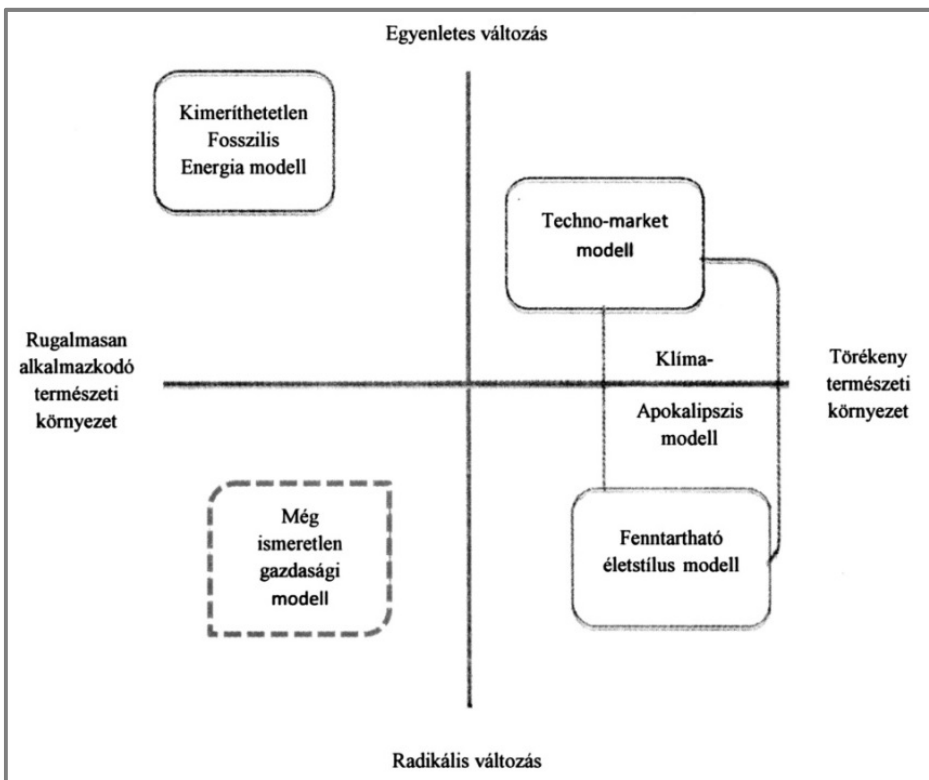 Egyenletes változás
Kimeríthetetlen
Fosszilis
Energia modell
Techno-market
modell
Rugalmasan
alkalmazkodó
természeti
környezet
Klíma-
Apokalipszis
modell
Törékeny
természeti
környezet
Még
ismeretlen
gazdasági
modell
Fenntartható
életstílus modell
Radikális változás